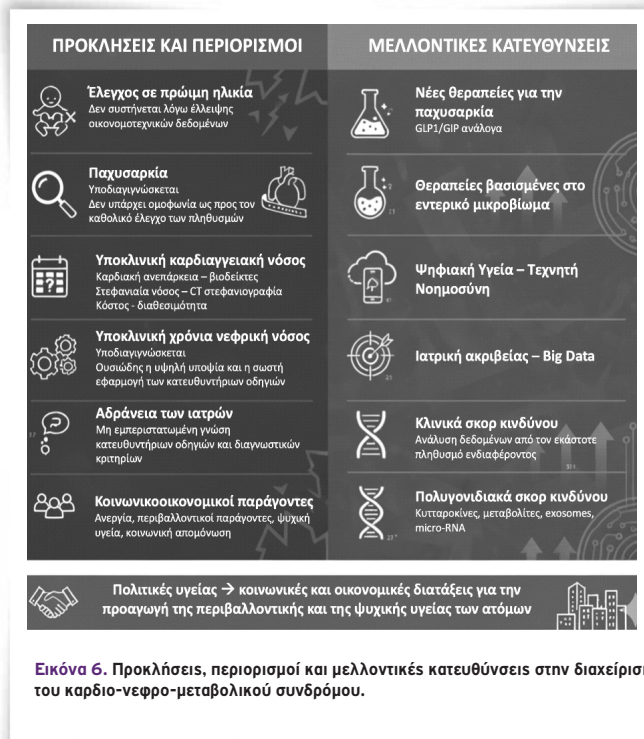 ΠΡΟΚΛΗΣΕΙΣ ΚΑΙ ΠΕΡΙΟΡΙΣΜΟΙ
Έλεγχος σε πρώιμη ηλικία
Δεν συστήνεται λόγω έλλειψης
οικονομοτεχνικών δεδομένων
Παχυσαρκία
Υποδιαγιγνώσκεται
Δεν υπάρχει ομοφωνία ως προς τον
καθολικό έλεγχο των πληθυσμών
Υποκλινική καρδιαγγειακή νόσος
Καρδιακή ανεπάρκεια – βιοδείκτες
Στεφανιαία νόσος – CT στεφανιογραφία
Κόστος - διαθεσιμότητα
Υποκλινική χρόνια νεφρική νόσος
Υποδιαγιγνώσκεται
Ουσιώδης η υψηλή υποψία και η σωστή
εφαρμογή των κατευθυντήριων οδηγιών
Αδράνεια των ιατρών
Μη εμπεριστατωμένη γνώση
κατευθυντήριων οδηγιών και διαγνωστικών
κριτηρίων
Κοινωνικοοικονομικοί παράγοντες
Ανεργία, περιβαλλοντικοί παράγοντες, ψυχική
υγεία, κοινωνική απομόνωση
ΜΕΛΛΟΝΤΙΚΕΣ ΚΑΤΕΥΘΥΝΣΕΙΣ
Νέες θεραπείες για την
παχυσαρκία
GLP1/GIP ανάλογα
Θεραπείες βασισμένες στο
εντερικό μικροβίωμα
Ψηφιακή Υγεία – Τεχνητή
Νοημοσύνη
Ιατρική ακριβείας – Big Data
Κλινικά σκορ κινδύνου
Ανάλυση δεδομένων από τον εκάστοτε
πληθυσμό ενδιαφέροντος
Πολυγονιδιακά σκορ κινδύνου
Κυτταροκίνες, μεταβολίτες, exosomes,
micro-RNA
Πολιτικές υγείας → κοινωνικές και οικονομικές διατάξεις για την
προαγωγή της περιβαλλοντικής και της ψυχικής υγείας των ατόμων
Εικόνα 6. Προκλήσεις, περιορισμοί και μελλοντικές κατευθύνσεις στην διαχείρισ
του καρδιο-νεφρο-μεταβολικού συνδρόμου.